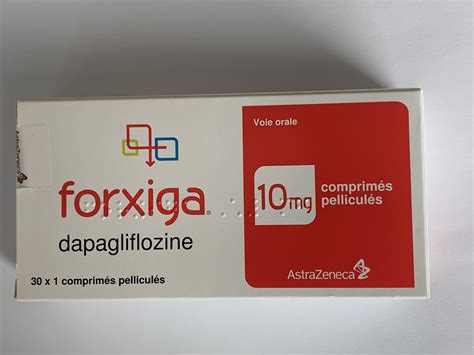 forxiga®
dapagliflozine
30 x 1 comprimés pelliculés
Voie orale
10mg
comprimés
pelliculés
AstraZeneca